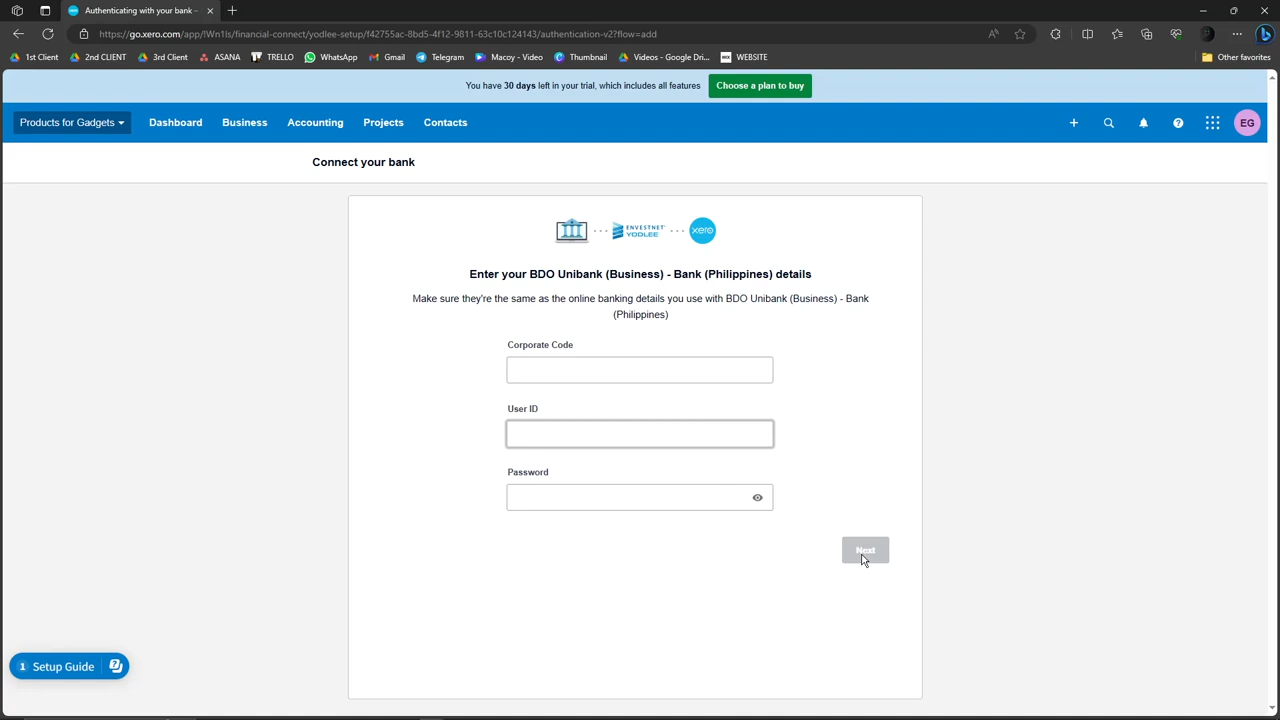 Authenticating with your bank -
https://go.xero.com/app/!Wn1ls/financial-connect/yodlee-setup/f42755ac-8bd5-4f12-9811-63c10c124143/authentication-v2?flow=add
1st Client
2nd CLIENT
3rd Client
ASANA
TRELLO
WhatsApp
Gmail
Telegram
Macoy - Video
Thumbnail
Videos - Google Dri...
WEBSITE
Other favorites
You have 30 days left in your trial, which includes all features
Choose a plan to buy
Products for Gadgets
Dashboard
Business
Accounting
Projects
Contacts
EG
Connect your bank
ENVESTNET
YODLEE
xero
Enter your BDO Unibank (Business) - Bank (Philippines) details
Make sure they're the same as the online banking details you use with BDO Unibank (Business) - Bank
(Philippines)
Corporate Code
User ID
Password
Next
1 Setup Guide